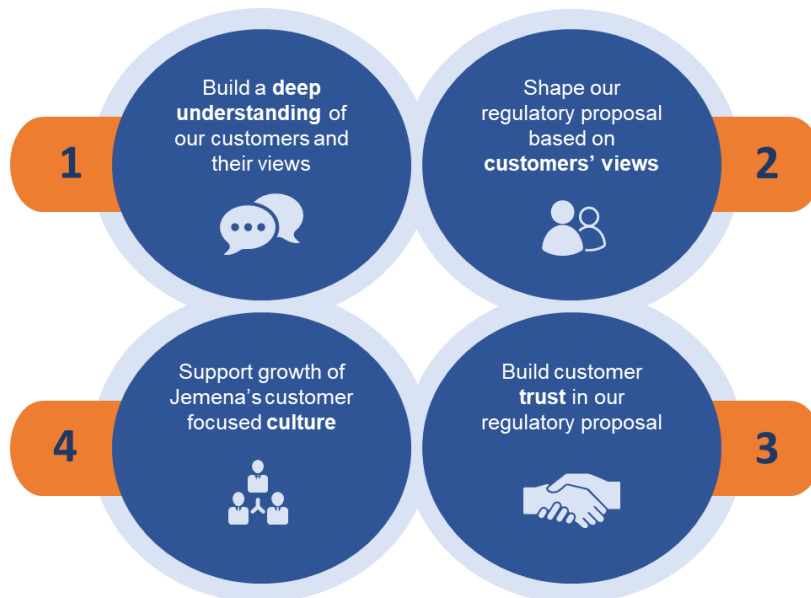 1
Build a deep
understanding of
our customers and
their views
2
Shape our
regulatory proposal
based on
customers' views
3
Build customer
trust in our
regulatory proposal
4
Support growth of
Jemena's customer
focused culture